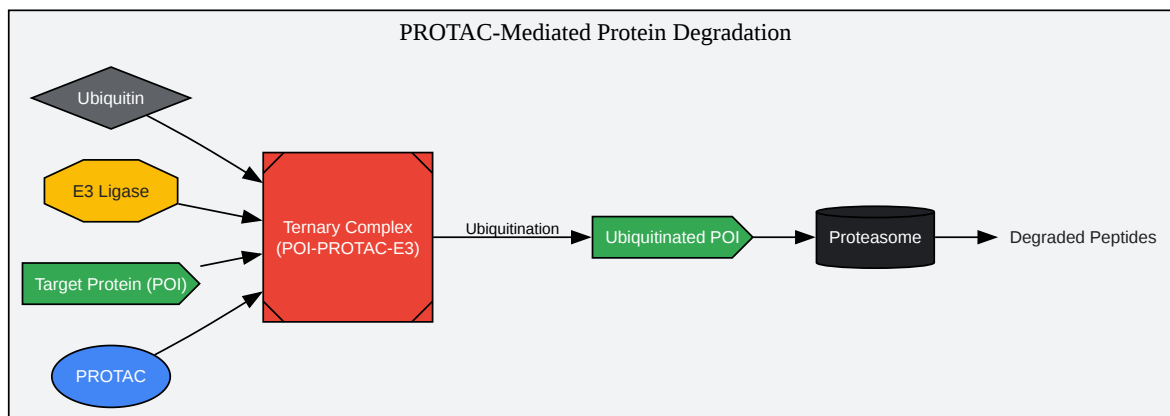 PROTAC-Mediated Protein Degradation
Ubiquitin
E3 Ligase
Target Protein (POI)
PROTAC
Ternary Complex
(POI-PROTAC-E3)
Ubiquitination
Ubiquitinated POI
Proteasome
Degraded Peptides